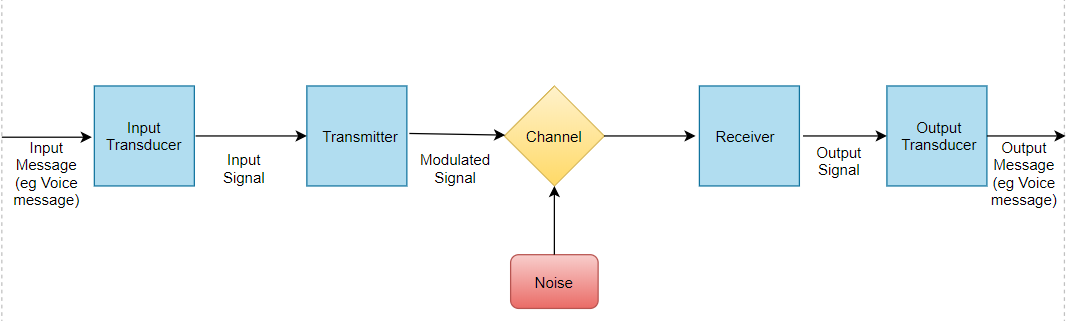 Input
Transducer
Transmitter
Channel
Receiver
Output
Transducer
Input
Message
(eg Voice
message)
Input
Signal
Modulated
Signal
Output
Signal
Output
Message
(eg Voice
message)
Noise